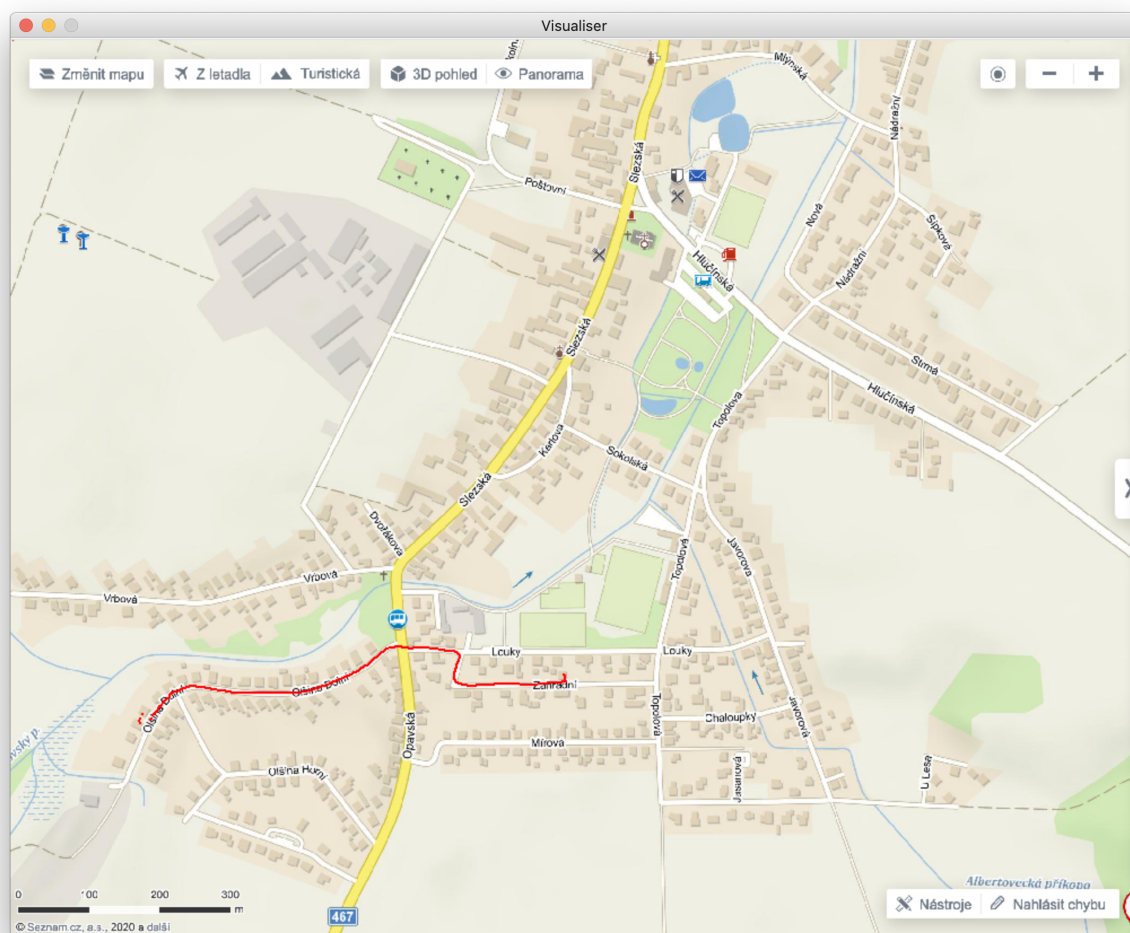 Visualiser
Změnit mapu
Z letadla
Turistická
3D pohled
Panorama
Mlýnská
Nádražní
Slezská
Poštovní
Nová
Šípková
Hlučínská
Nádražní
Slezská
Strmá
Hlučínská
Topolová
Karlova
Sokolská
Slezská
Dvořákova
Topolová
Javorová
Vrbová
Vrbová
Louky
Louky
Olšina Dolní
Zahradní
Olšina Dolní
Topolová
Javorová
Chaloupky
Opavská
Mírová
Olšina Horní
Jasanová
U Lesa
Albertovecká příkopa
0 100 200 300 m
467
Nástroje
Nahlásit chybu
© Seznam.cz, a.s., 2020 a další